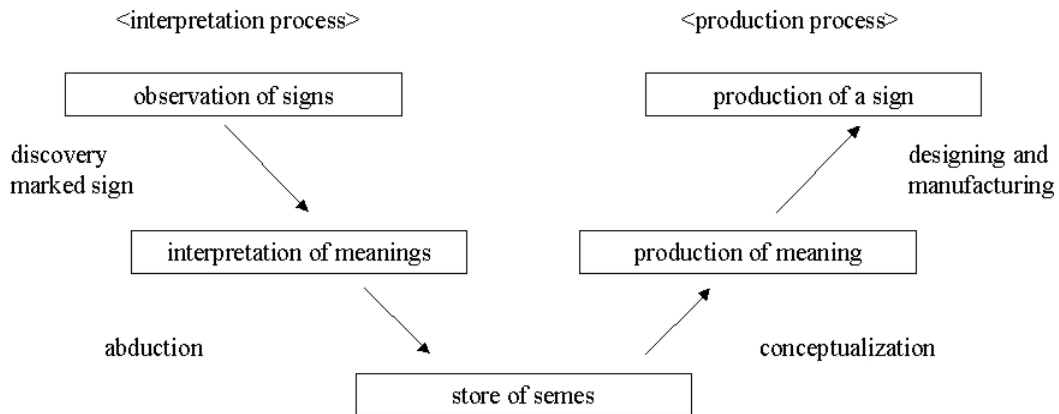 <interpretation process>
<production process>
observation of signs
production of a sign
discovery
marked sign
designing and
manufacturing
interpretation of meanings
production of meaning
abduction
conceptualization
store of semes